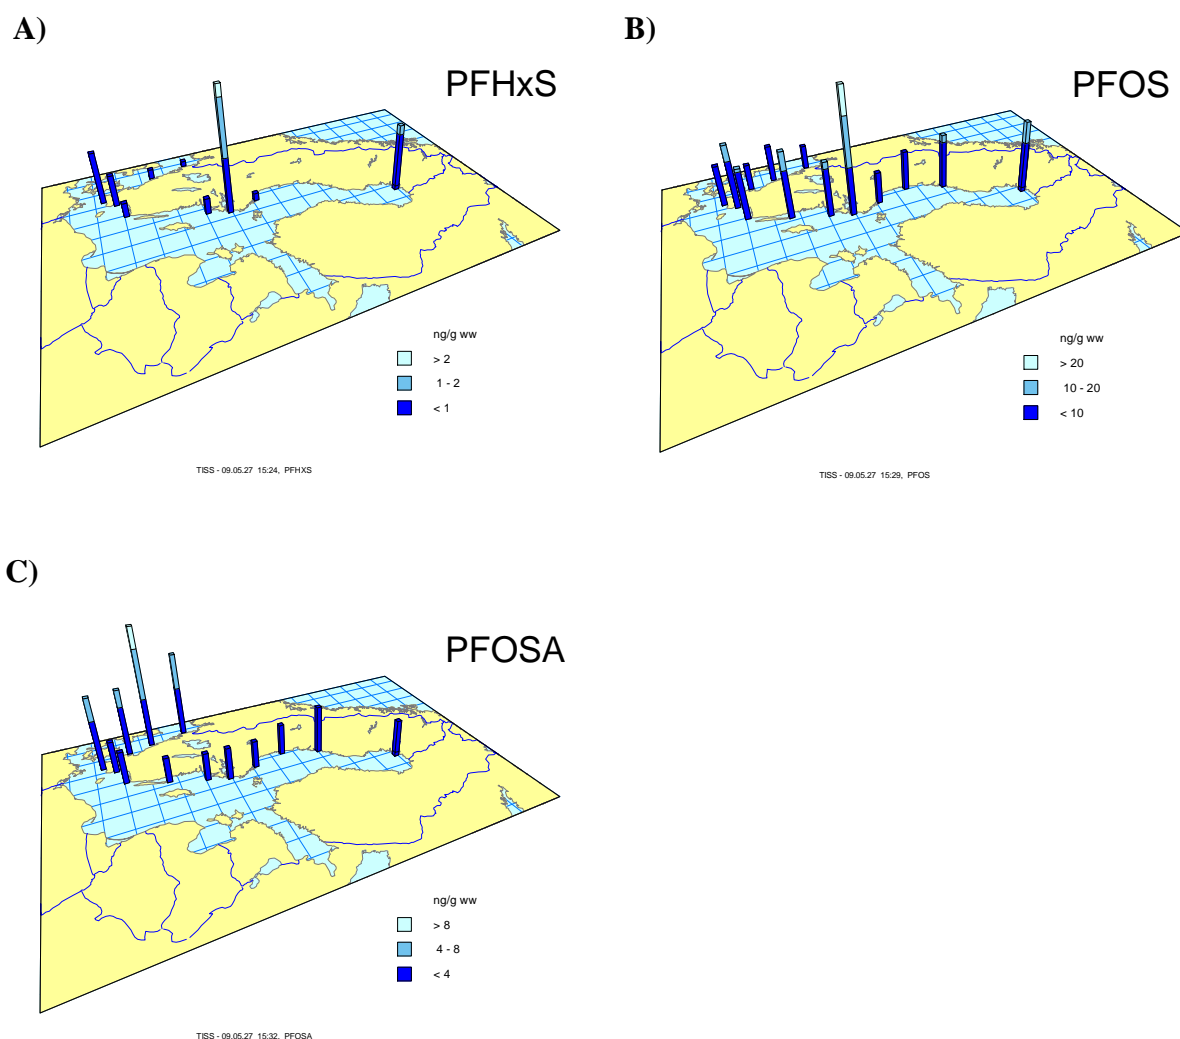 A)
PFHxS
ng/g ww
> 2
1 - 2
< 1
TISS - 09.05.27 15:24, PFHXS
B)
PFOS
ng/g ww
> 20
10 - 20
< 10
TISS - 09.05.27 15:29, PFOS
C)
PFOSA
ng/g ww
> 8
4 - 8
< 4
TISS - 09.05.27 15:32, PFOSA